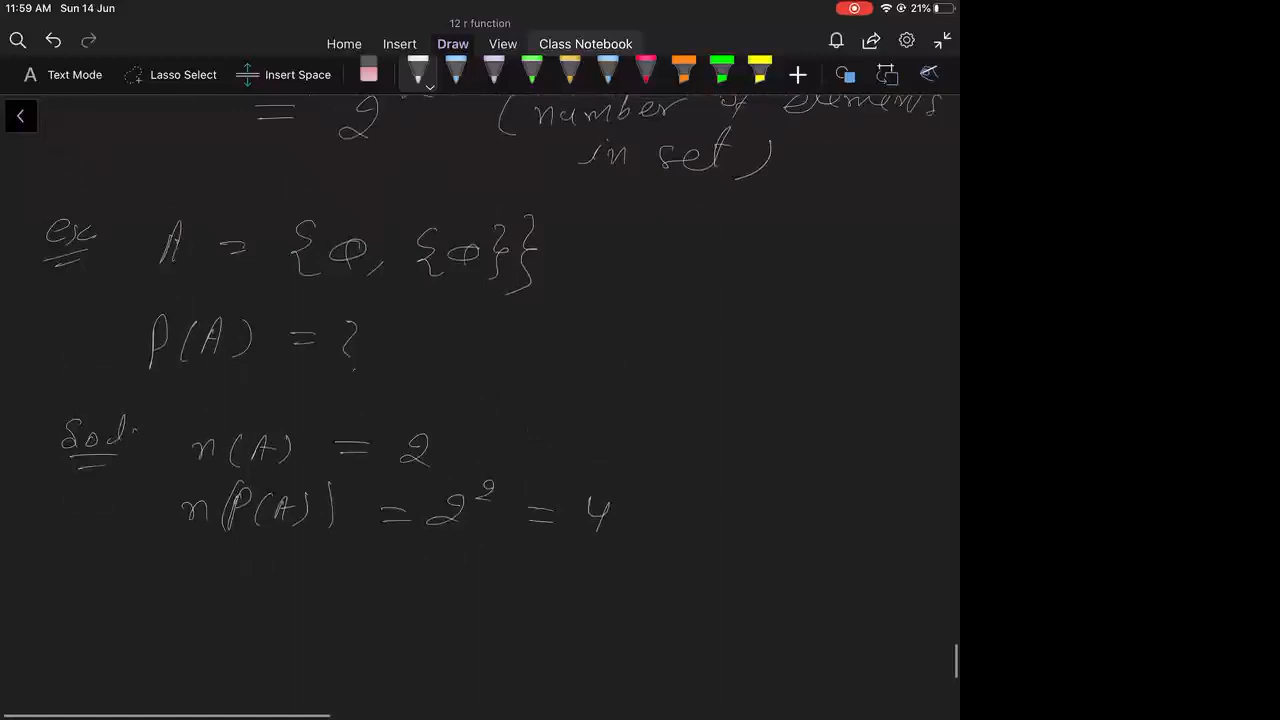 11:59 AM Sun 14 Jun 21%
12 r function
Home Insert Draw View Class Notebook
Text Mode Lasso Select Insert Space
= 2 (number of elements
in set)
ex A = {Φ, {Φ}}
P(A) = ?
Sol: n(A) = 2
n(P(A)) = 2² = 4